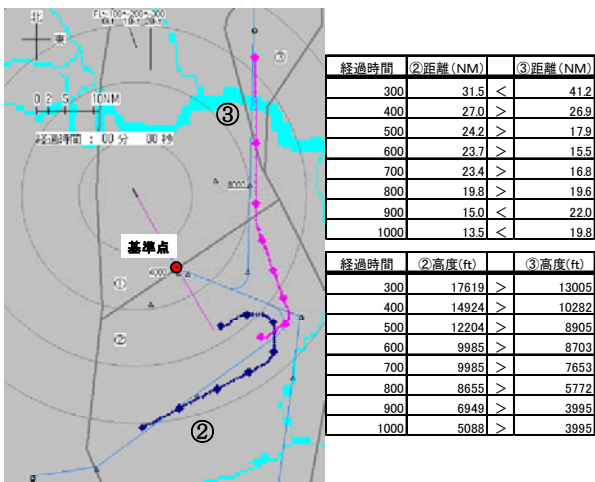 北
東
0 2 5 10NM
経過時間 : 00 分 00 秒
③
③
8000
基準点
4000
①
②
②
経過時間 ②距離(NM) ③距離(NM)
300 31.5 < 41.2
400 27.0 > 26.9
500 24.2 > 17.9
600 23.7 > 15.5
700 23.4 > 16.8
800 19.8 > 19.6
900 15.0 < 22.0
1000 13.5 < 19.8
経過時間 ②高度(ft) ③高度(ft)
300 17619 > 13005
400 14924 > 10282
500 12204 > 8905
600 9985 > 8703
700 9985 > 7653
800 8655 > 5772
900 6949 > 3995
1000 5088 > 3995